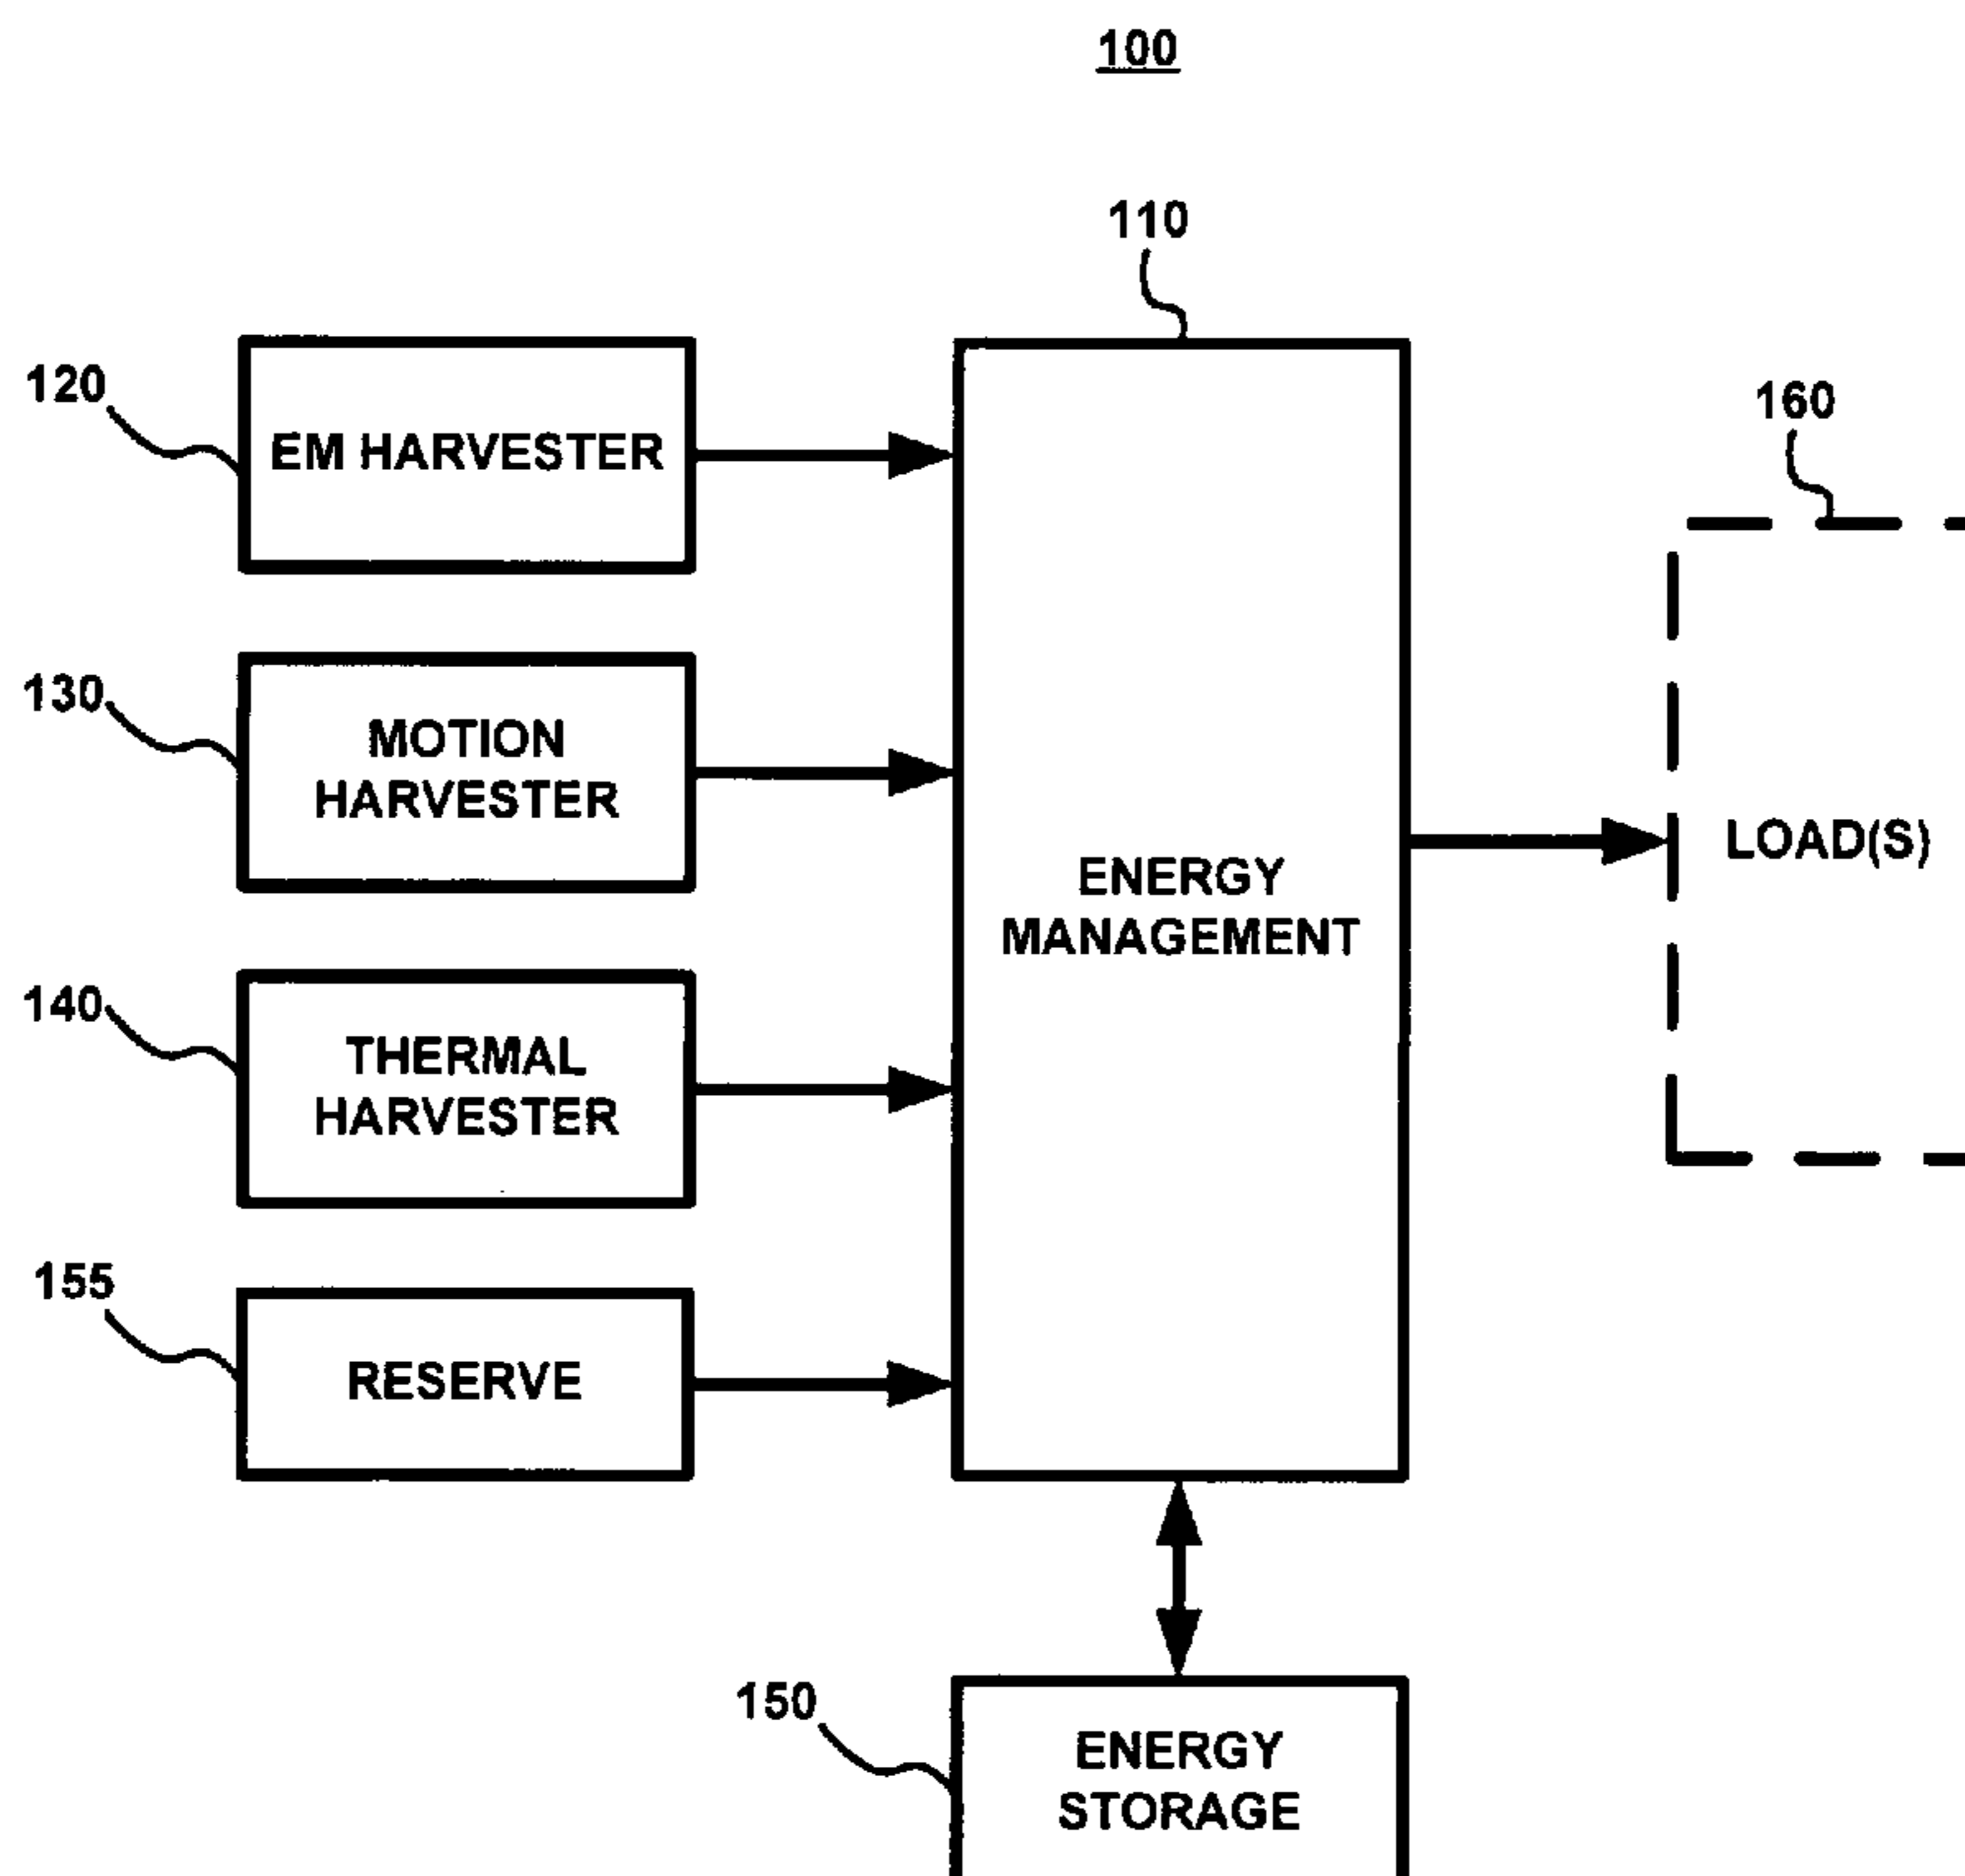 100
110
120
EM HARVESTER
160
130
MOTION
HARVESTER
LOAD(S)
ENERGY
MANAGEMENT
140
THERMAL
HARVESTER
155
RESERVE
150
ENERGY
STORAGE